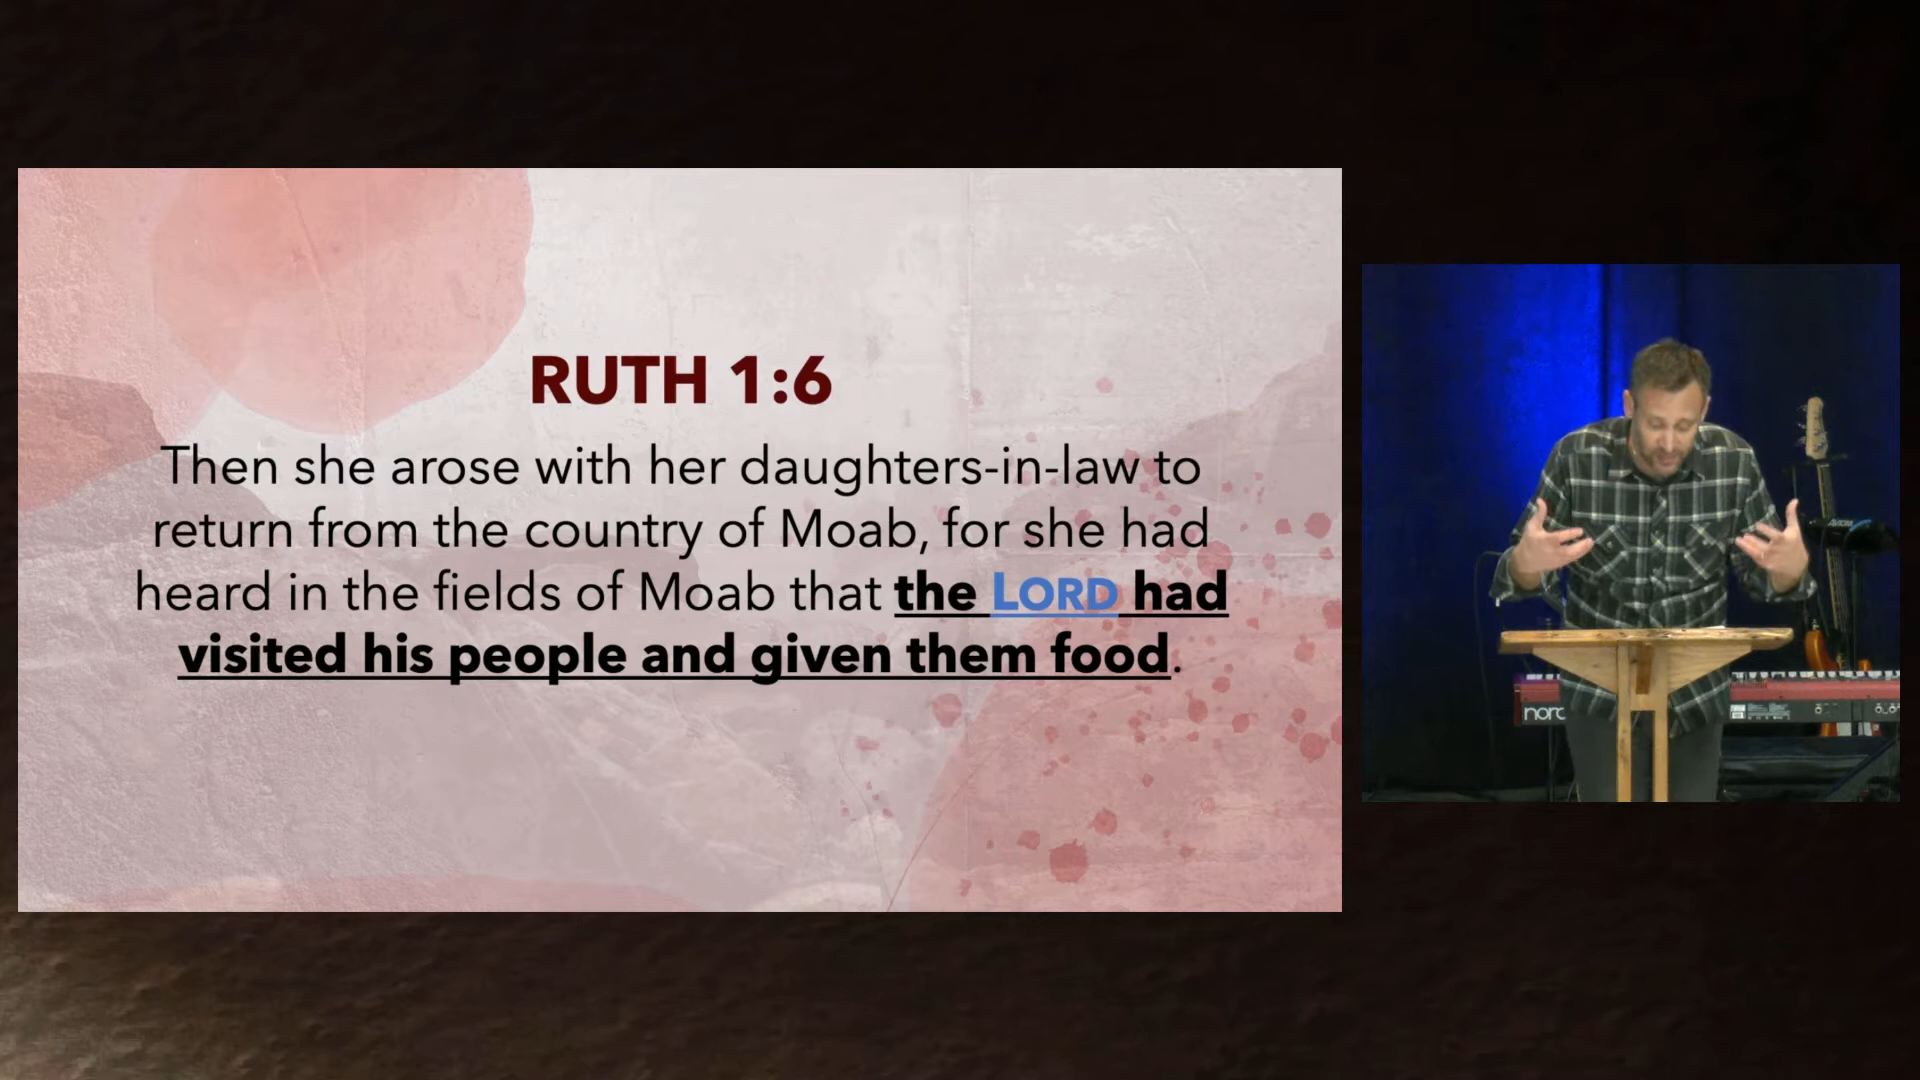 RUTH 1:6
Then she arose with her daughters-in-law to
return from the country of Moab, for she had
heard in the fields of Moab that the LORD had
visited his people and given them food.
nord